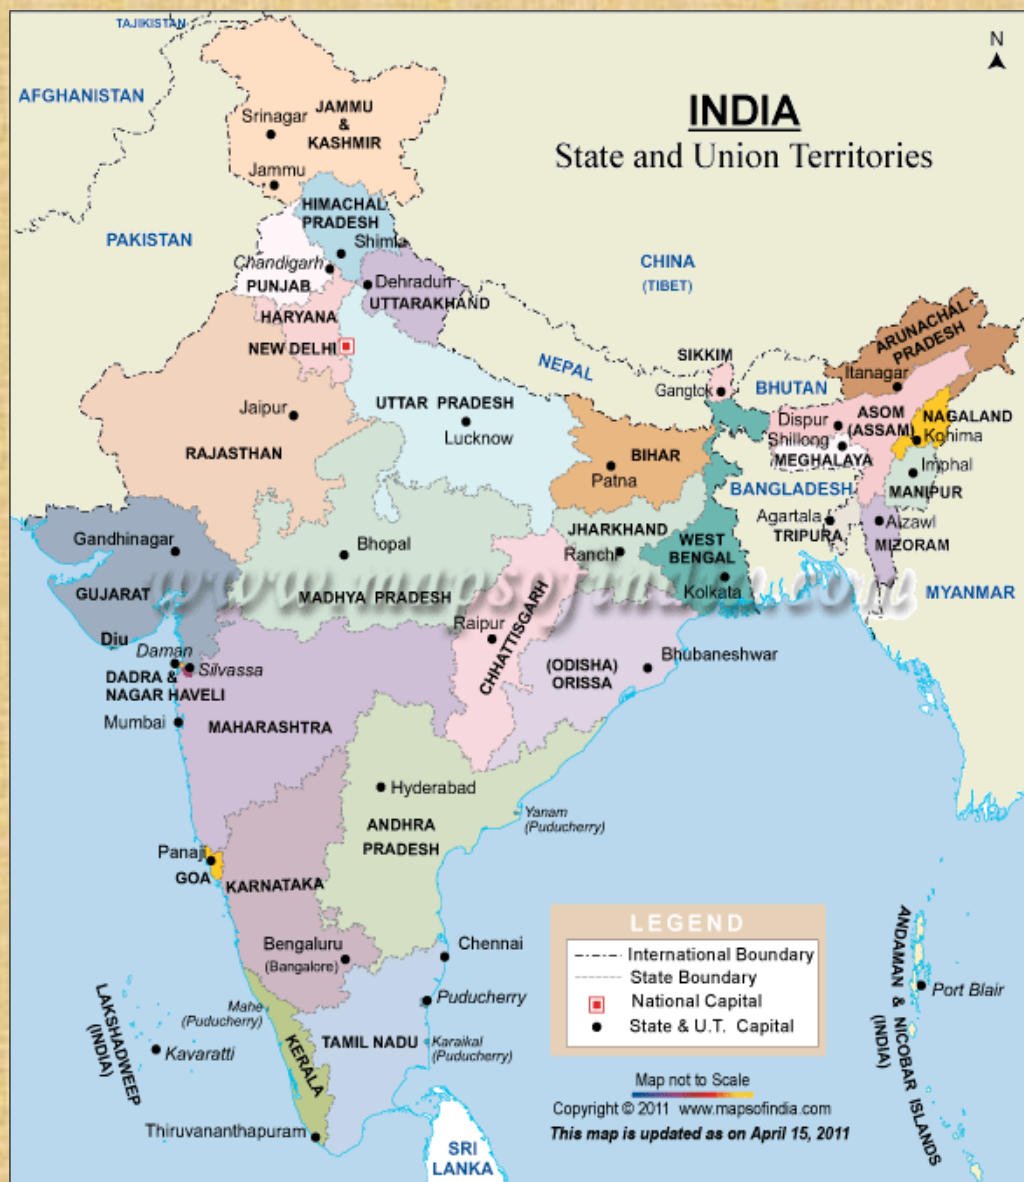 TAJIKISTAN
N
AFGHANISTAN
INDIA
State and Union Territories
JAMMU
&
KASHMIR
Srinagar
Jammu
HIMACHAL
PRADESH
Shimla
PAKISTAN
Chandigarh
PUNJAB
Dehradun
UTTARAKHAND
CHINA
(TIBET)
HARYANA
NEW DELHI
NEPAL
SIKKIM
Gangtok
BHUTAN
ARUNACHAL
PRADESH
Itanagar
Jaipur
RAJASTHAN
UTTAR PRADESH
Lucknow
BIHAR
Patna
Dispur
ASOM
(ASSAM)
NAGALAND
Kohima
Shillong
MEGHALAYA
Imphal
MANIPUR
BANGLADESH
Agartala
TRIPURA
Aizawl
MIZORAM
MYANMAR
Gandhinagar
GUJARAT
Diu
Bhopal
MADHYA PRADESH
JHARKHAND
Ranchi
WEST
BENGAL
Kolkata
www.mapsofindia.com
Raipur
CHHATTISGARH
(ODISHA)
ORISSA
Bhubaneshwar
Daman
Silvassa
DADRA &
NAGAR HAVELI
Mumbai
MAHARASHTRA
Hyderabad
ANDHRA
PRADESH
Yanam
(Puducherry)
Panaji
GOA
KARNATAKA
Bengaluru
(Bangalore)
Chennai
Puducherry
Mahe
(Puducherry)
KERALA
TAMIL NADU
Karaikal
(Puducherry)
LAKSHADWEEP
(INDIA)
Kavaratti
Thiruvananthapuram
SRI
LANKA
LEGEND
International Boundary
State Boundary
National Capital
State & U.T. Capital
ANDAMAN & NICOBAR ISLANDS
(INDIA)
Port Blair
Map not to Scale
Copyright © 2011 www.mapsofindia.com
This map is updated as on April 15, 2011